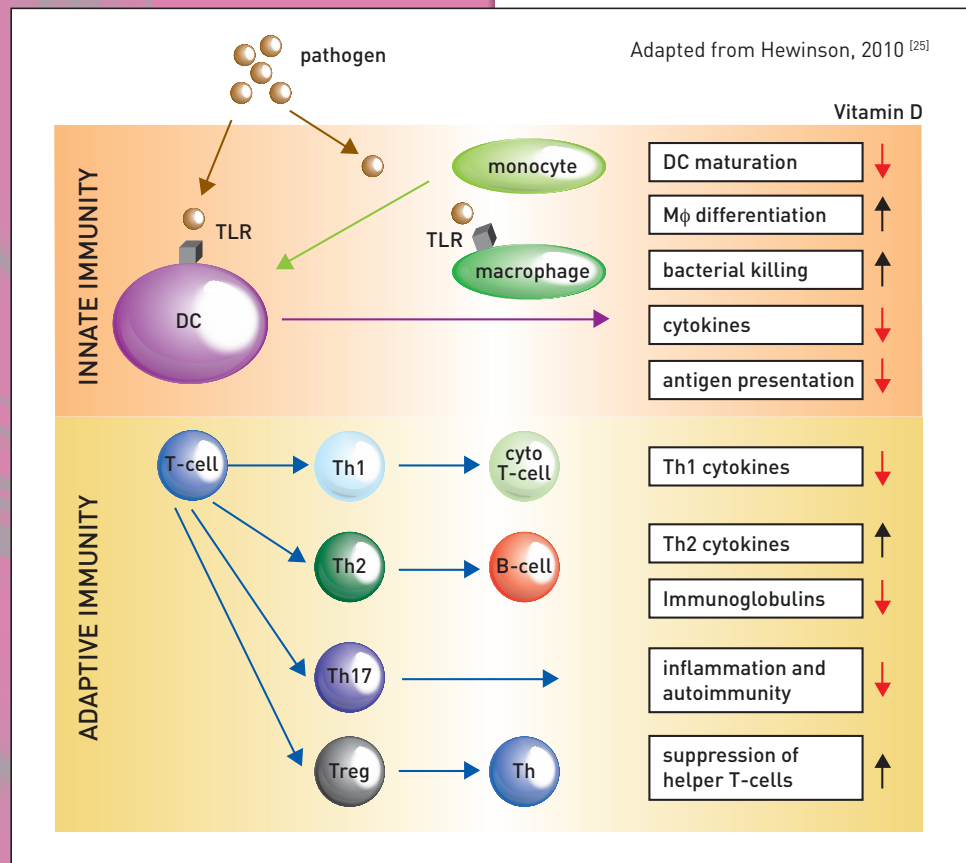 Adapted from Hewinson, 2010 [25]
pathogen
Vitamin D
INNATE IMMUNITY
monocyte
TLR
TLR
macrophage
DC
DC maturation
Mϕ differentiation
bacterial killing
cytokines
antigen presentation
ADAPTIVE IMMUNITY
T-cell
Th1
cyto
T-cell
Th2
B-cell
Th17
Treg
Th
Th1 cytokines
Th2 cytokines
Immunoglobulins
inflammation and
autoimmunity
suppression of
helper T-cells